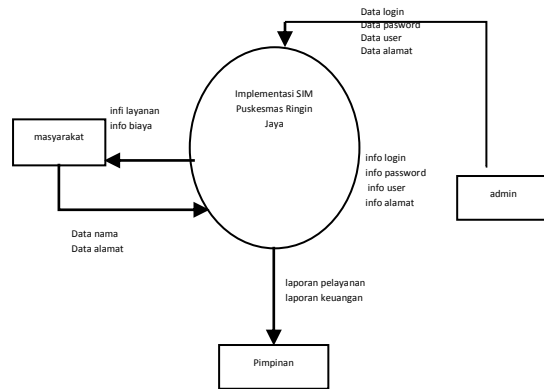 Data login
Data pasword
Data user
Data alamat
Implementasi SIM
Puskesmas Ringin
Jaya
infi layanan
info biaya
masyarakat
info login
info password
info user
info alamat
admin
Data nama
Data alamat
laporan pelayanan
laporan keuangan
Pimpinan